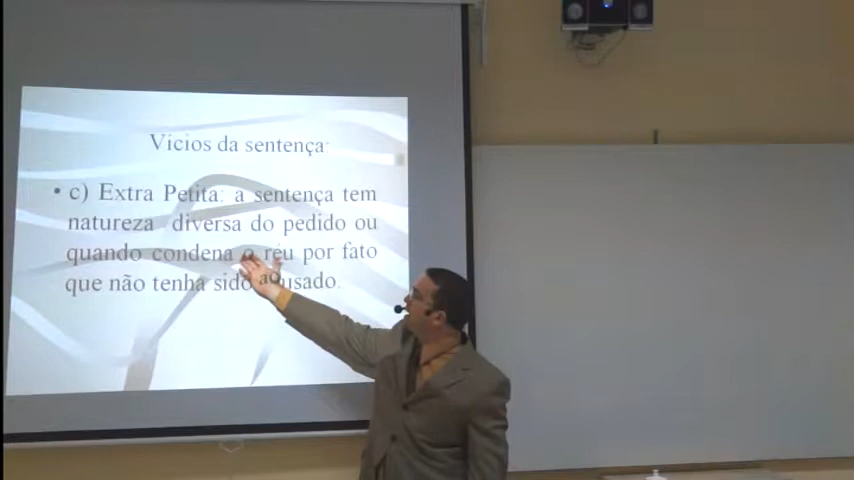 Vícios da sentença:
• c) Extra Petita: a sentença tem
natureza diversa do pedido ou
quando condena o réu por fato
que não tenha sido acusado.